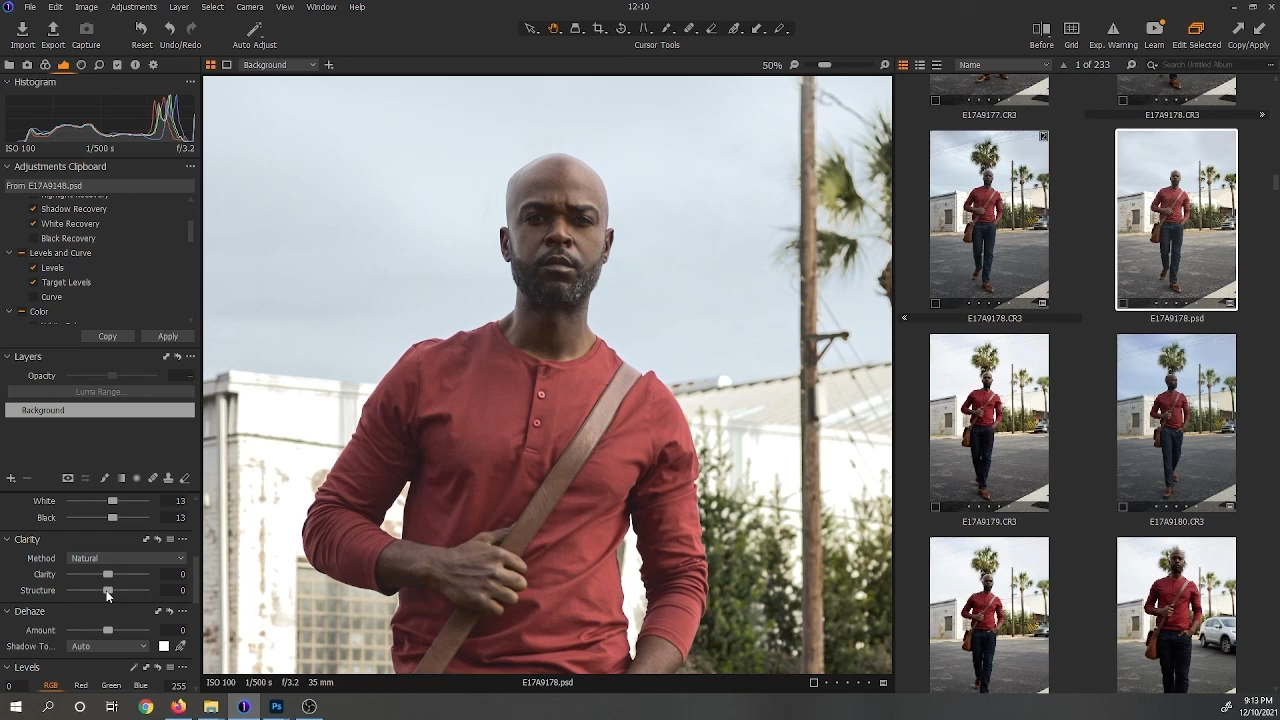 File Edit View Adjustments Image Camera Window Help
12-10
Import Export Capture Reset Undo/Redo Auto Adjust Cursor Tools Before Grid Exp. Warning Learn Edit Selected Copy/Apply
Background 50% Name 1 of 233 Search Untitled Album
Histogram
ISO 100 1/500 s f/3.2
Adjustments Clipboard
From E17A9148.psd
Shadow Recovery
White Recovery
Black Recovery
Levels and Curve
Levels
Target Levels
Curve
Color
Copy Apply
Layers
Opacity
Luma Range...
Background
White 13
Black 13
Clarity
Method Natural
Clarity 0
Structure 0
Dehaze
Amount 0
Shadow To... Auto
Levels
0 RGB Red Green Blue 255
ISO 100 1/500 s f/3.2 35 mm E17A9178.psd
E17A9177.CR3 E17A9178.CR3
2
E17A9178.CR3 E17A9178.psd
E17A9179.CR3 E17A9180.CR3
Ps
9:13 PM
12/10/2021